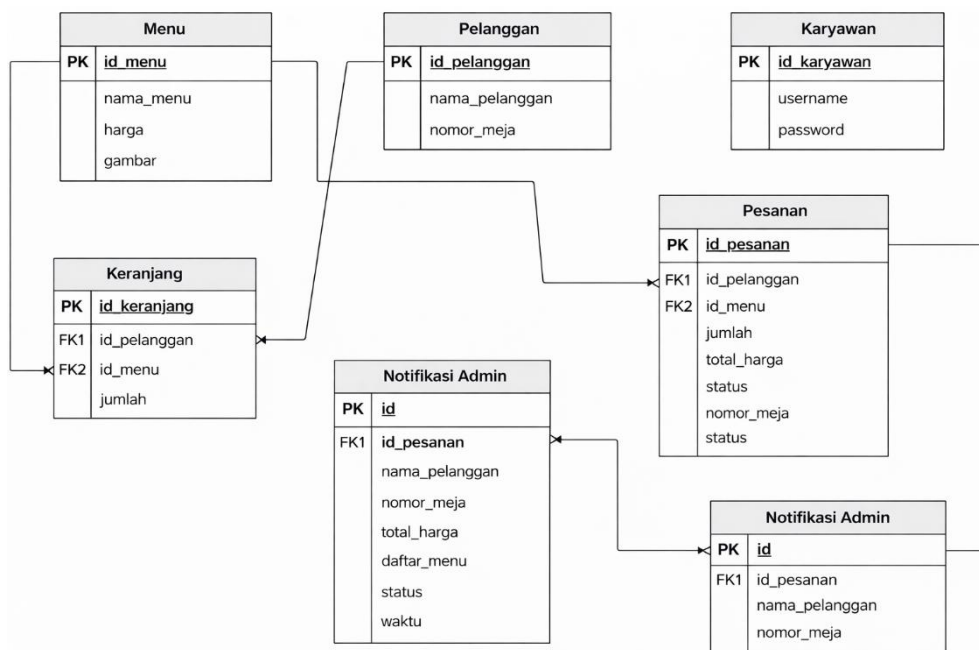 Menu
PK id_menu
nama_menu
harga
gambar
Pelanggan
PK id_pelanggan
nama_pelanggan
nomor_meja
Karyawan
PK id_karyawan
username
password
Pesanan
PK id_pesanan
FK1 id_pelanggan
FK2 id_menu
jumlah
total_harga
status
nomor_meja
status
Keranjang
PK id_keranjang
FK1 id_pelanggan
FK2 id_menu
jumlah
Notifikasi Admin
PK id
FK1 id_pesanan
nama_pelanggan
nomor_meja
total_harga
daftar_menu
status
waktu
Notifikasi Admin
PK id
FK1 id_pesanan
nama_pelanggan
nomor_meja